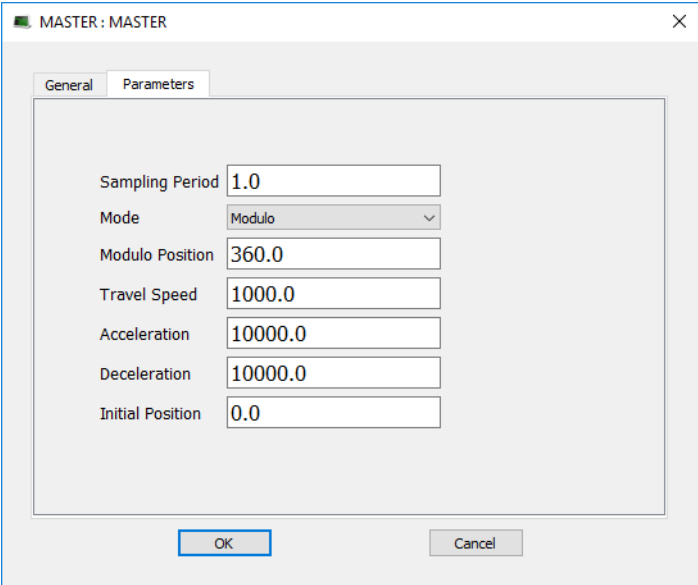 MASTER : MASTER
General Parameters
Sampling Period 1.0
Mode Modulo
Modulo Position 360.0
Travel Speed 1000.0
Acceleration 10000.0
Deceleration 10000.0
Initial Position 0.0
OK Cancel